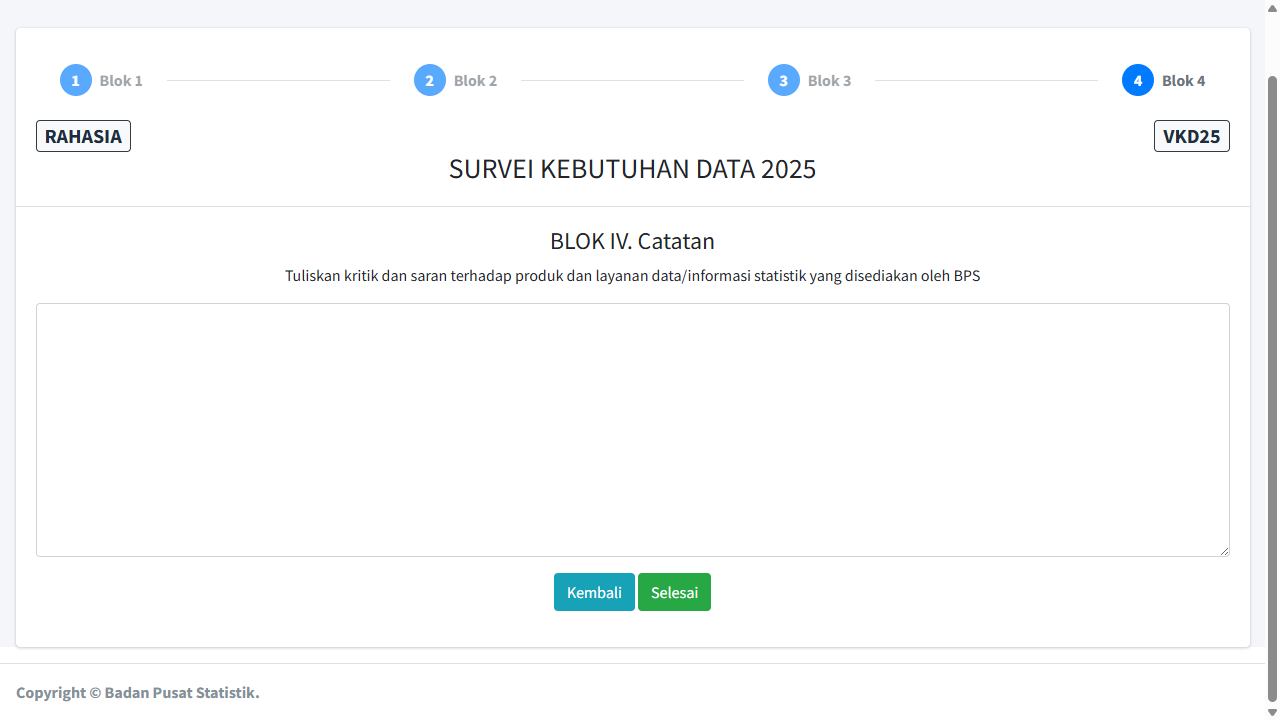 1 Blok 1 2 Blok 2 3 Blok 3 4 Blok 4
RAHASIA VKD25
SURVEI KEBUTUHAN DATA 2025
BLOK IV. Catatan
Tuliskan kritik dan saran terhadap produk dan layanan data/informasi statistik yang disediakan oleh BPS
Kembali Selesai
Copyright © Badan Pusat Statistik.